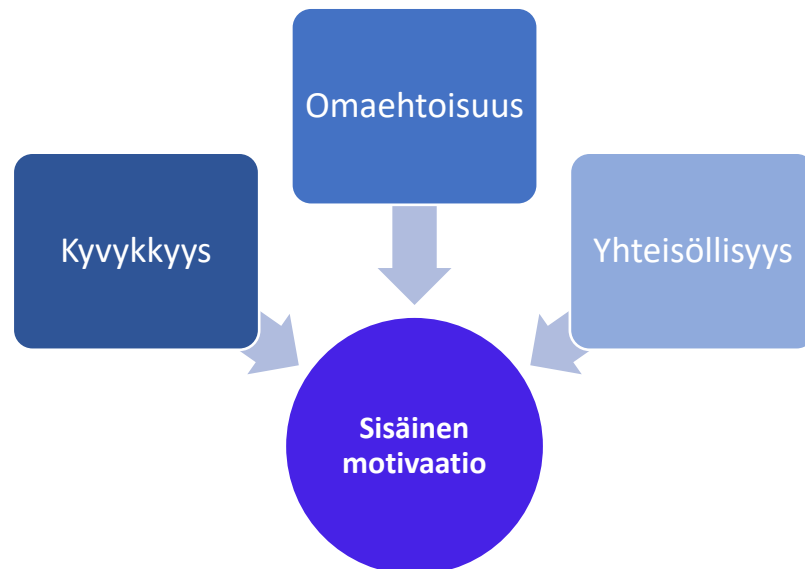 Omaehtoisuus
Kyvykkyys
Yhteisöllisyys
Sisäinen
motivaatio